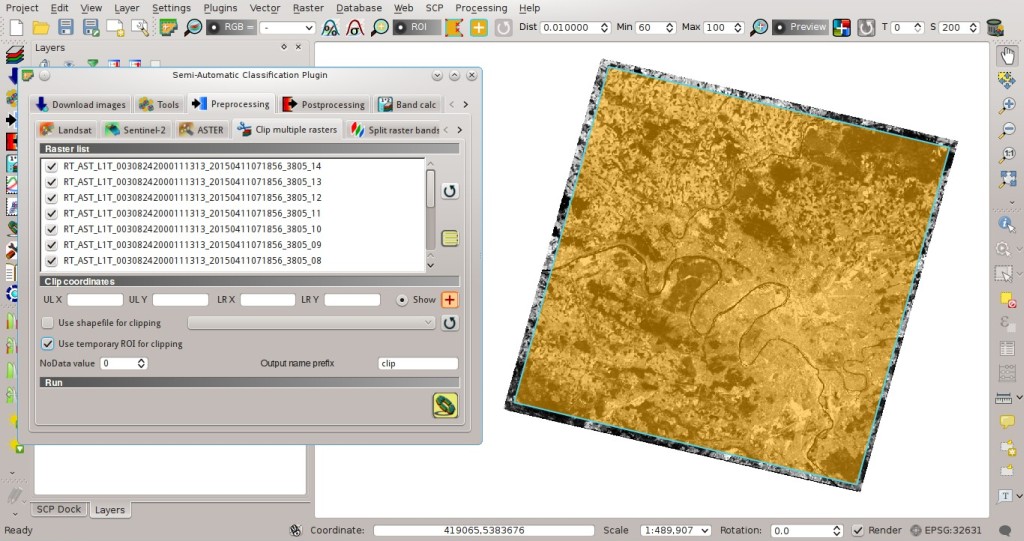 Project Edit View Layer Settings Plugins Vector Raster Database Web SCP Processing Help
RGB = - ROI Dist 0.010000 Min 60 Max 100 Preview T 0 S 200
Layers
Semi-Automatic Classification Plugin
Download images Tools Preprocessing Postprocessing Band calc
Landsat Sentinel-2 ASTER Clip multiple rasters Split raster bands
Raster list
RT_AST_L1T_00308242000111313_20150411071856_3805_14
RT_AST_L1T_00308242000111313_20150411071856_3805_13
RT_AST_L1T_00308242000111313_20150411071856_3805_12
RT_AST_L1T_00308242000111313_20150411071856_3805_11
RT_AST_L1T_00308242000111313_20150411071856_3805_10
RT_AST_L1T_00308242000111313_20150411071856_3805_09
RT_AST_L1T_00308242000111313_20150411071856_3805_08
Clip coordinates
UL X UL Y LR X LR Y Show
Use shapefile for clipping
Use temporary ROI for clipping
NoData value 0 Output name prefix clip
Run
SCP Dock Layers
Ready Coordinate: 419065,5383676 Scale 1:489,907 Rotation: 0.0 Render EPSG:32631